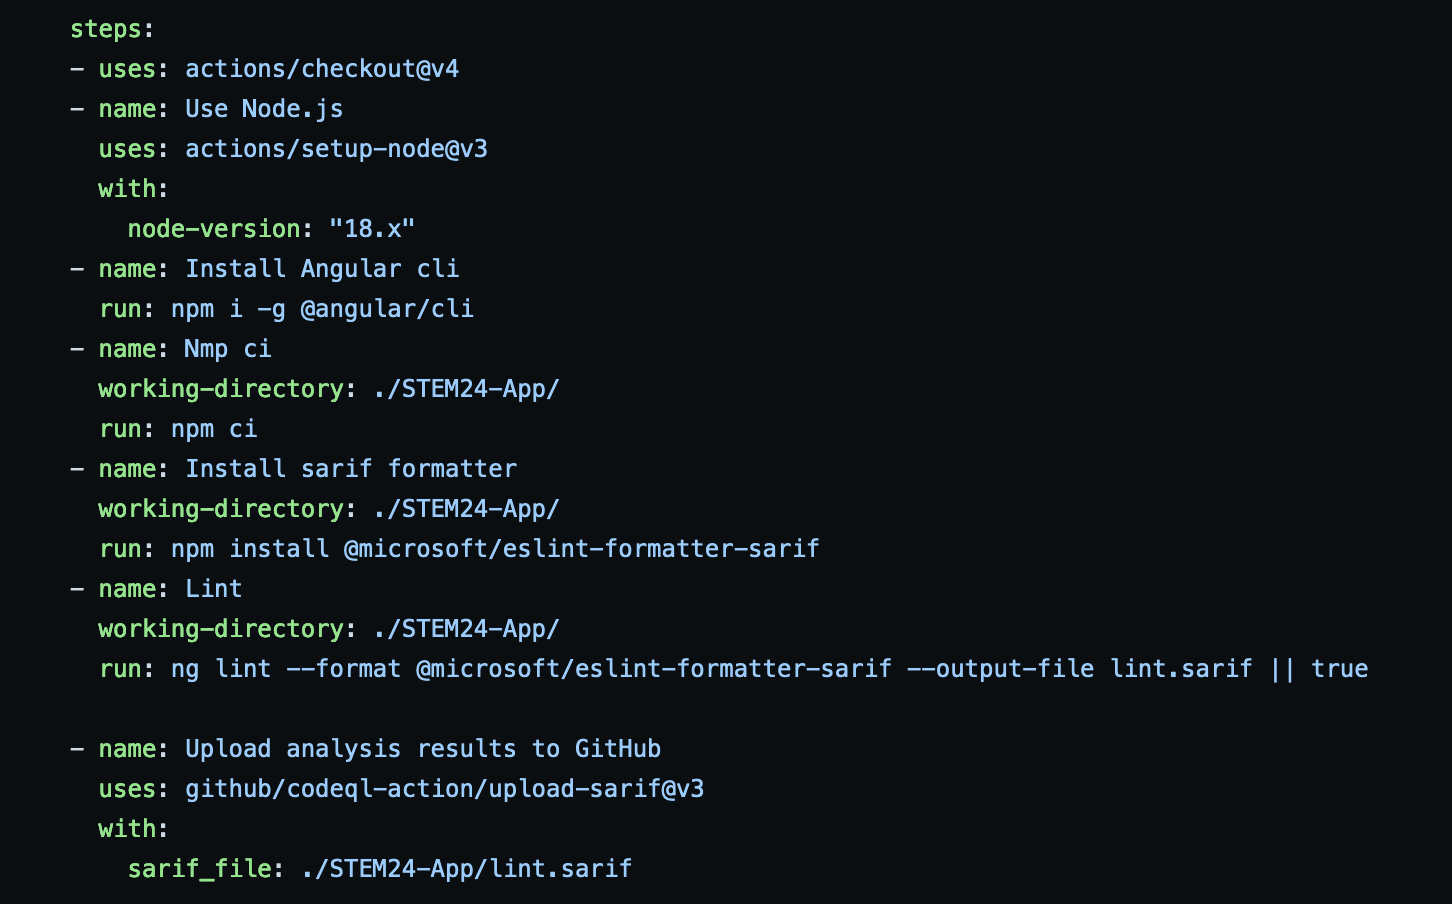 steps:
- uses: actions/checkout@v4
- name: Use Node.js
  uses: actions/setup-node@v3
  with:
    node-version: "18.x"
- name: Install Angular cli
  run: npm i -g @angular/cli
- name: Nmp ci
  working-directory: ./STEM24-App/
  run: npm ci
- name: Install sarif formatter
  working-directory: ./STEM24-App/
  run: npm install @microsoft/eslint-formatter-sarif
- name: Lint
  working-directory: ./STEM24-App/
  run: ng lint --format @microsoft/eslint-formatter-sarif --output-file lint.sarif || true
- name: Upload analysis results to GitHub
  uses: github/codeql-action/upload-sarif@v3
  with:
    sarif_file: ./STEM24-App/lint.sarif